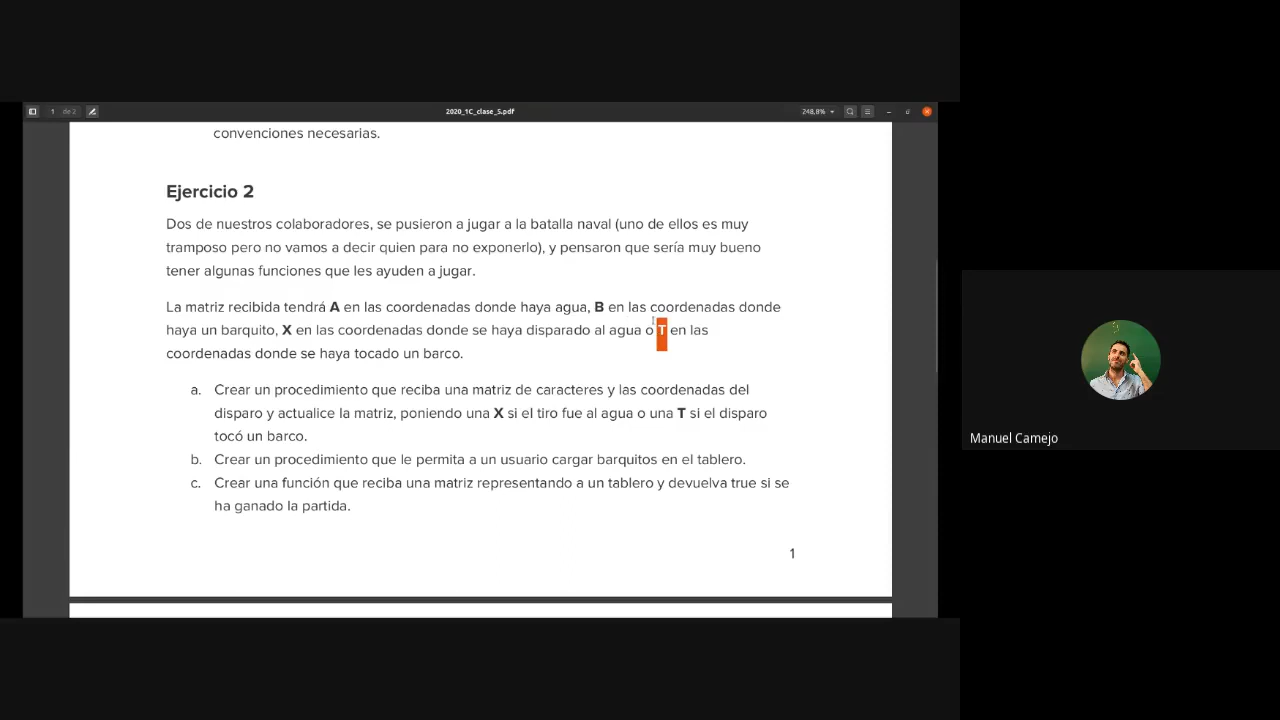 1 de 2
2020_1C_clase_5.pdf
248,8%
convenciones necesarias.
Ejercicio 2
Dos de nuestros colaboradores, se pusieron a jugar a la batalla naval (uno de ellos es muy
tramposo pero no vamos a decir quien para no exponerlo), y pensaron que sería muy bueno
tener algunas funciones que les ayuden a jugar.
La matriz recibida tendrá A en las coordenadas donde haya agua, B en las coordenadas donde
haya un barquito, X en las coordenadas donde se haya disparado al agua o T en las
coordenadas donde se haya tocado un barco.
a. Crear un procedimiento que reciba una matriz de caracteres y las coordenadas del
disparo y actualice la matriz, poniendo una X si el tiro fue al agua o una T si el disparo
tocó un barco.
b. Crear un procedimiento que le permita a un usuario cargar barquitos en el tablero.
c. Crear una función que reciba una matriz representando a un tablero y devuelva true si se
ha ganado la partida.
1
Manuel Camejo